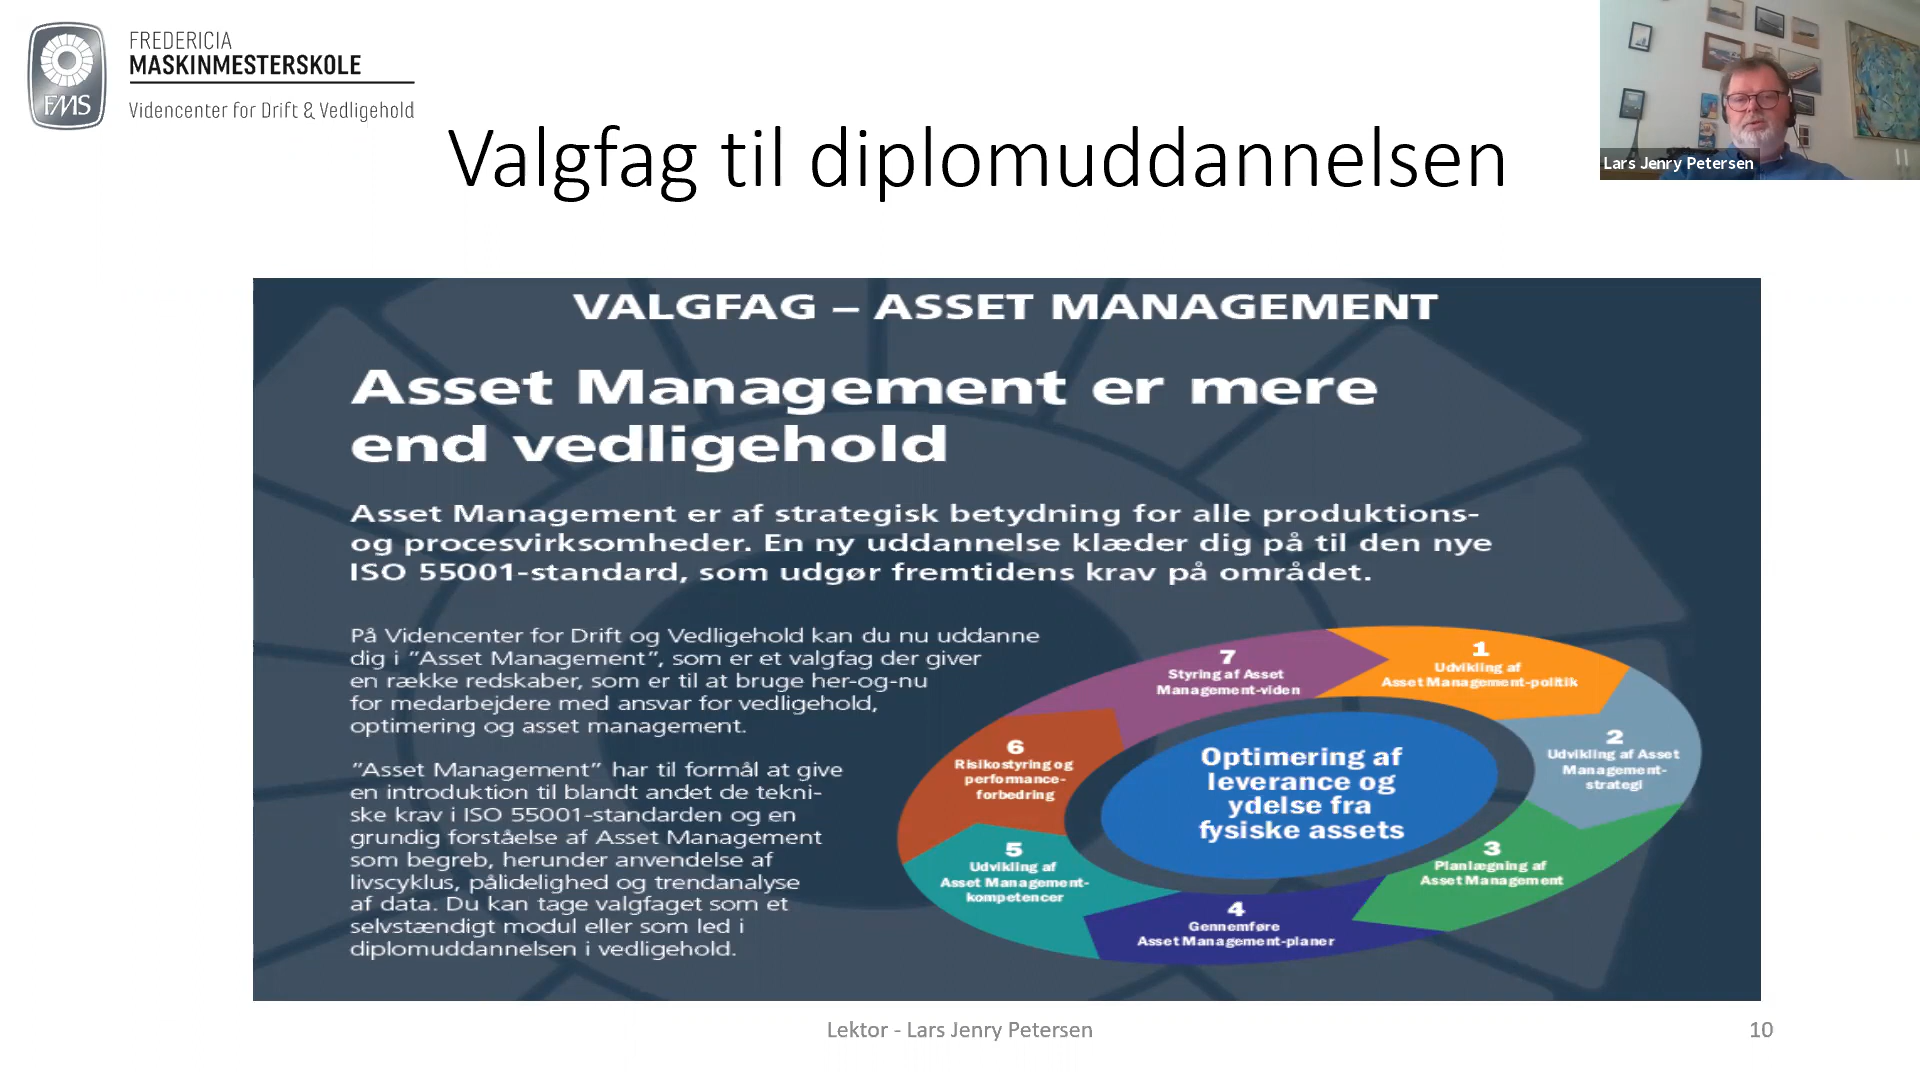 FREDERICIA
MASKINMESTERSKOLE
Videncenter for Drift & Vedligehold
FMS
Lars Jenry Petersen
Valgfag til diplomuddannelsen
VALGFAG – ASSET MANAGEMENT
Asset Management er mere
end vedligehold
Asset Management er af strategisk betydning for alle produktions-
og procesvirksomheder. En ny uddannelse klæder dig på til den nye
ISO 55001-standard, som udgør fremtidens krav på området.
På Videncenter for Drift og Vedligehold kan du nu uddanne
dig i ”Asset Management”, som er et valgfag der giver
en række redskaber, som er til at bruge her-og-nu
for medarbejdere med ansvar for vedligehold,
optimering og asset management.
”Asset Management” har til formål at give
en introduktion til blandt andet de tekni-
ske krav i ISO 55001-standarden og en
grundig forståelse af Asset Management
som begreb, herunder anvendelse af
livscyklus, pålidelighed og trendanalyse
af data. Du kan tage valgfaget som et
selvstændigt modul eller som led i
diplomuddannelsen i vedligehold.
1
Udvikling af
Asset Management-politik
2
Udvikling af Asset
Management-
strategi
3
Planlægning af
Asset Management
4
Gennemføre
Asset Management-planer
5
Udvikling af
Asset Management-
kompetencer
6
Risikostyring og
performance-
forbedring
7
Styring af Asset
Management-viden
Optimering af
leverance og
ydelse fra
fysiske assets
Lektor - Lars Jenry Petersen
10